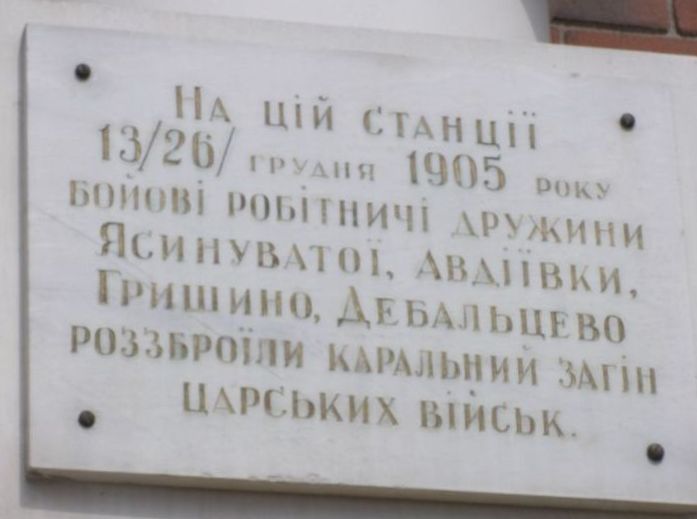 На цій станції
13/26/ грудня 1905 року
бойові робітничі дружини
Ясинуватої, Авдіївки,
Гришино, Дебальцево
роззброїли каральний загін
царських військ.